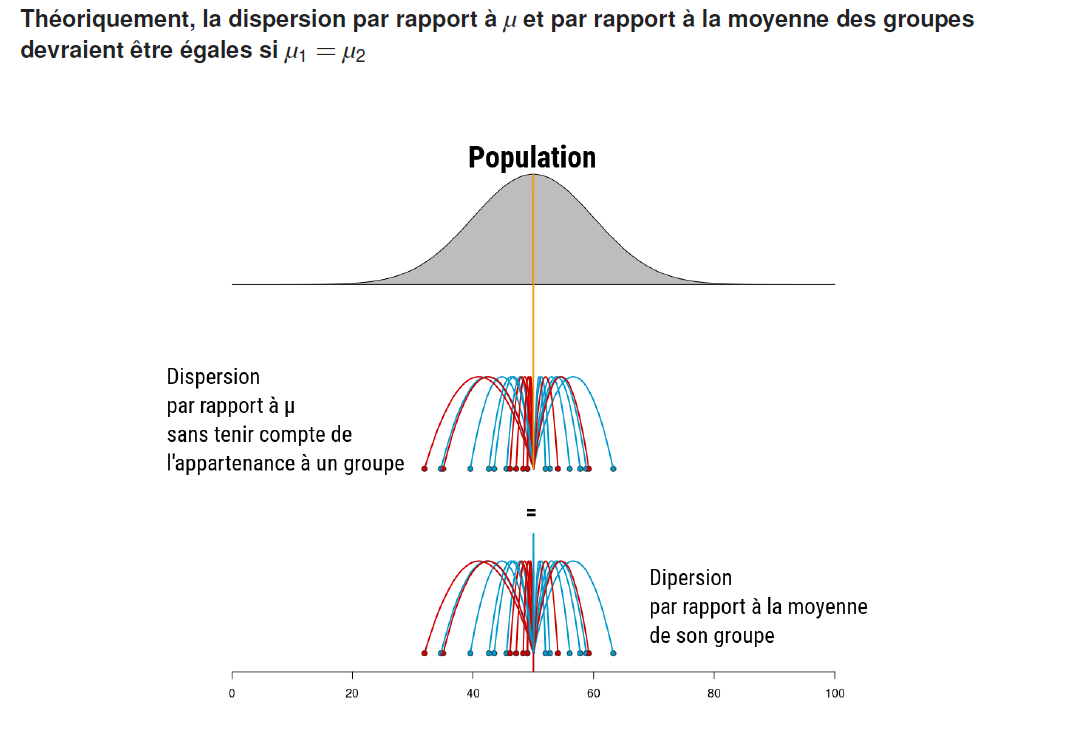 Théoriquement, la dispersion par rapport à μ et par rapport à la moyenne des groupes
devraient être égales si μ₁ = μ₂
Population
Dispersion
par rapport à μ
sans tenir compte de
l'appartenance à un groupe
=
Dipersion
par rapport à la moyenne
de son groupe
0 20 40 60 80 100